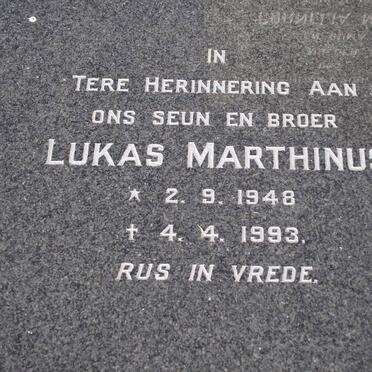 IN
TERE HERINNERING AAN
ONS SEUN EN BROER
LUKAS MARTHINUS
* 2. 9. 1948
† 4. 4. 1993.
RUS IN VREDE.